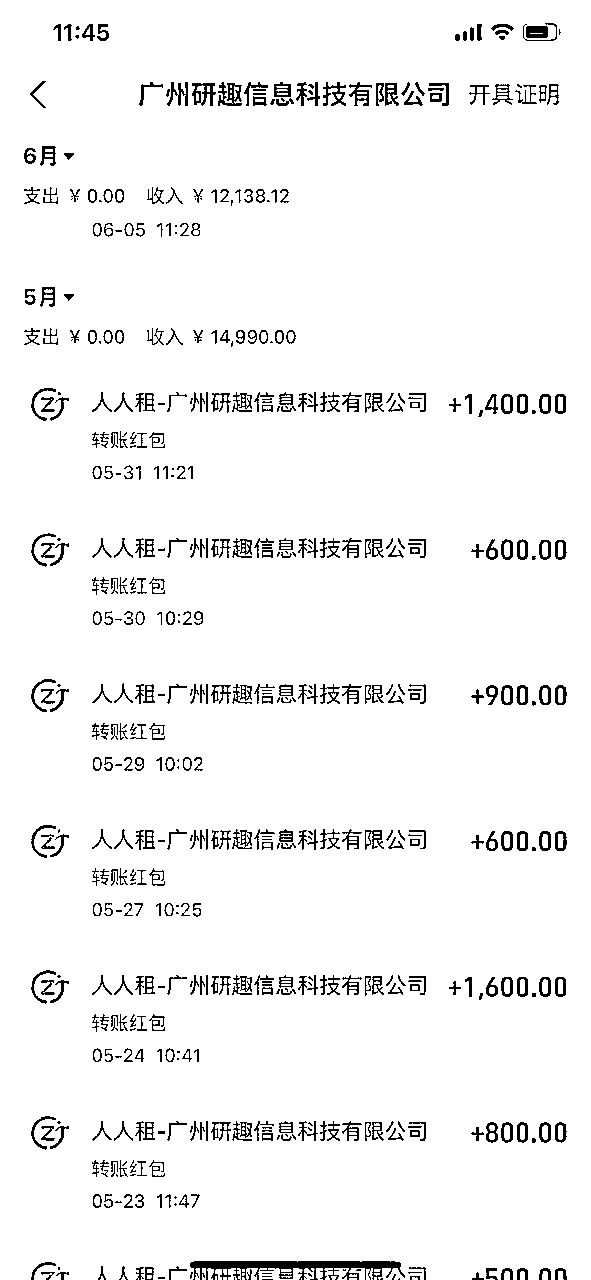 11:45
广州研趣信息科技有限公司 开具证明
6月
支出 ¥ 0.00 收入 ¥ 12,138.12
06-05 11:28
5月
支出 ¥ 0.00 收入 ¥ 14,990.00
人人租-广州研趣信息科技有限公司 +1,400.00
转账红包
05-31 11:21
人人租-广州研趣信息科技有限公司 +600.00
转账红包
05-30 10:29
人人租-广州研趣信息科技有限公司 +900.00
转账红包
05-29 10:02
人人租-广州研趣信息科技有限公司 +600.00
转账红包
05-27 10:25
人人租-广州研趣信息科技有限公司 +1,600.00
转账红包
05-24 10:41
人人租-广州研趣信息科技有限公司 +800.00
转账红包
05-23 11:47
人人租-广州研趣信息科技有限公司 +500.00